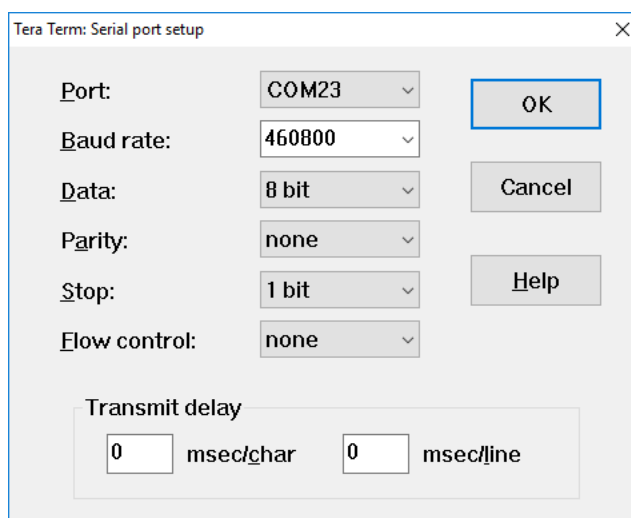 Tera Term: Serial port setup
Port: COM23
OK
Baud rate: 460800
Data: 8 bit
Cancel
Parity: none
Stop: 1 bit
Help
Flow control: none
Transmit delay
0 msec/char 0 msec/line